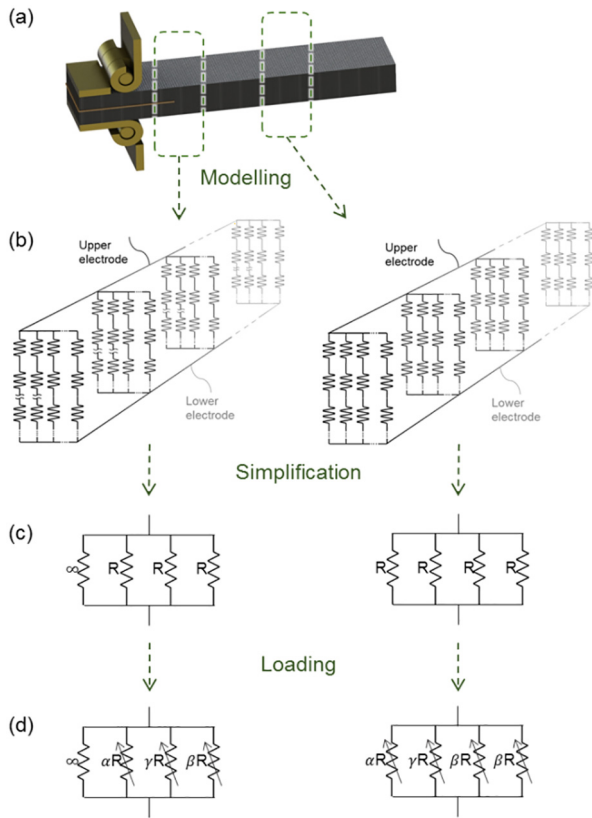 (a)
Modelling
(b)
Upper
electrode
Lower
electrode
Upper
electrode
Lower
electrode
Simplification
(c)
∞ R R R
R R R R
Loading
(d)
∞ αR γR βR
αR γR βR βR